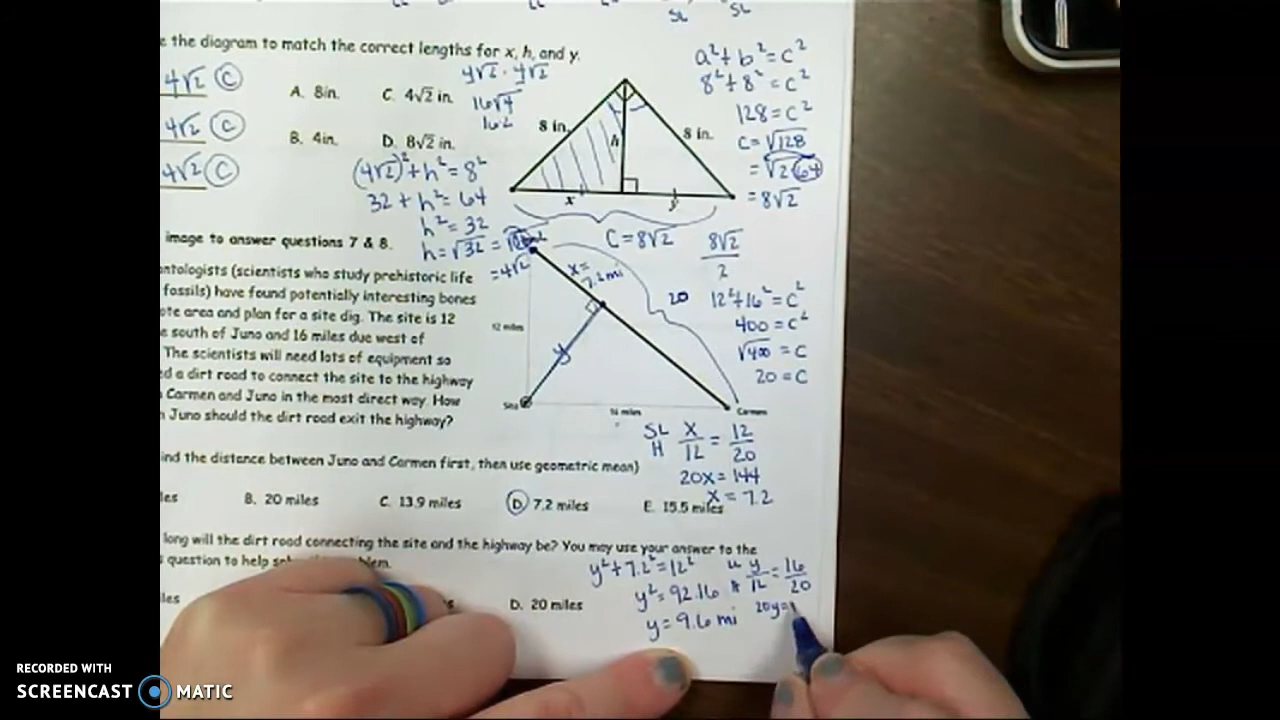 SL SL
e the diagram to match the correct lengths for x, h, and y.
4√2 C
A. 8in. C. 4√2 in.
4√2 C
B. 4in. D. 8√2 in.
4√2 C
4√2 · 4√2
16√4
16·2
(4√2)² + h² = 8²
32 + h² = 64
h² = 32
h = √32 =
= 4√2
8 in.
h
8 in.
x
y
C = 8√2
8√2
2
a² + b² = c²
8² + 8² = c²
128 = c²
C = √128
= √2 64
= 8√2
image to answer questions 7 & 8.
ontologists (scientists who study prehistoric life
fossils) have found potentially interesting bones
ote area and plan for a site dig. The site is 12
e south of Juno and 16 miles due west of
The scientists will need lots of equipment so
d a dirt road to connect the site to the highway
Carmen and Juno in the most direct way. How
Juno should the dirt road exit the highway?
x =
7.2 mi
20
12 miles
y
Site
16 miles
Carmen
12² + 16² = c²
400 = c²
√400 = c
20 = c
SL x = 12
H 12 20
20x = 144
x = 7.2
ind the distance between Juno and Carmen first, then use geometric mean)
les B. 20 miles C. 13.9 miles D. 7.2 miles E. 15.5 miles
long will the dirt road connecting the site and the highway be? You may use your answer to the
question to help
les D. 20 miles
y² + 7.2² = 12²
y² = 92.16
y = 9.6 mi
y = 16
12 20
20y =
RECORDED WITH
SCREENCAST MATIC